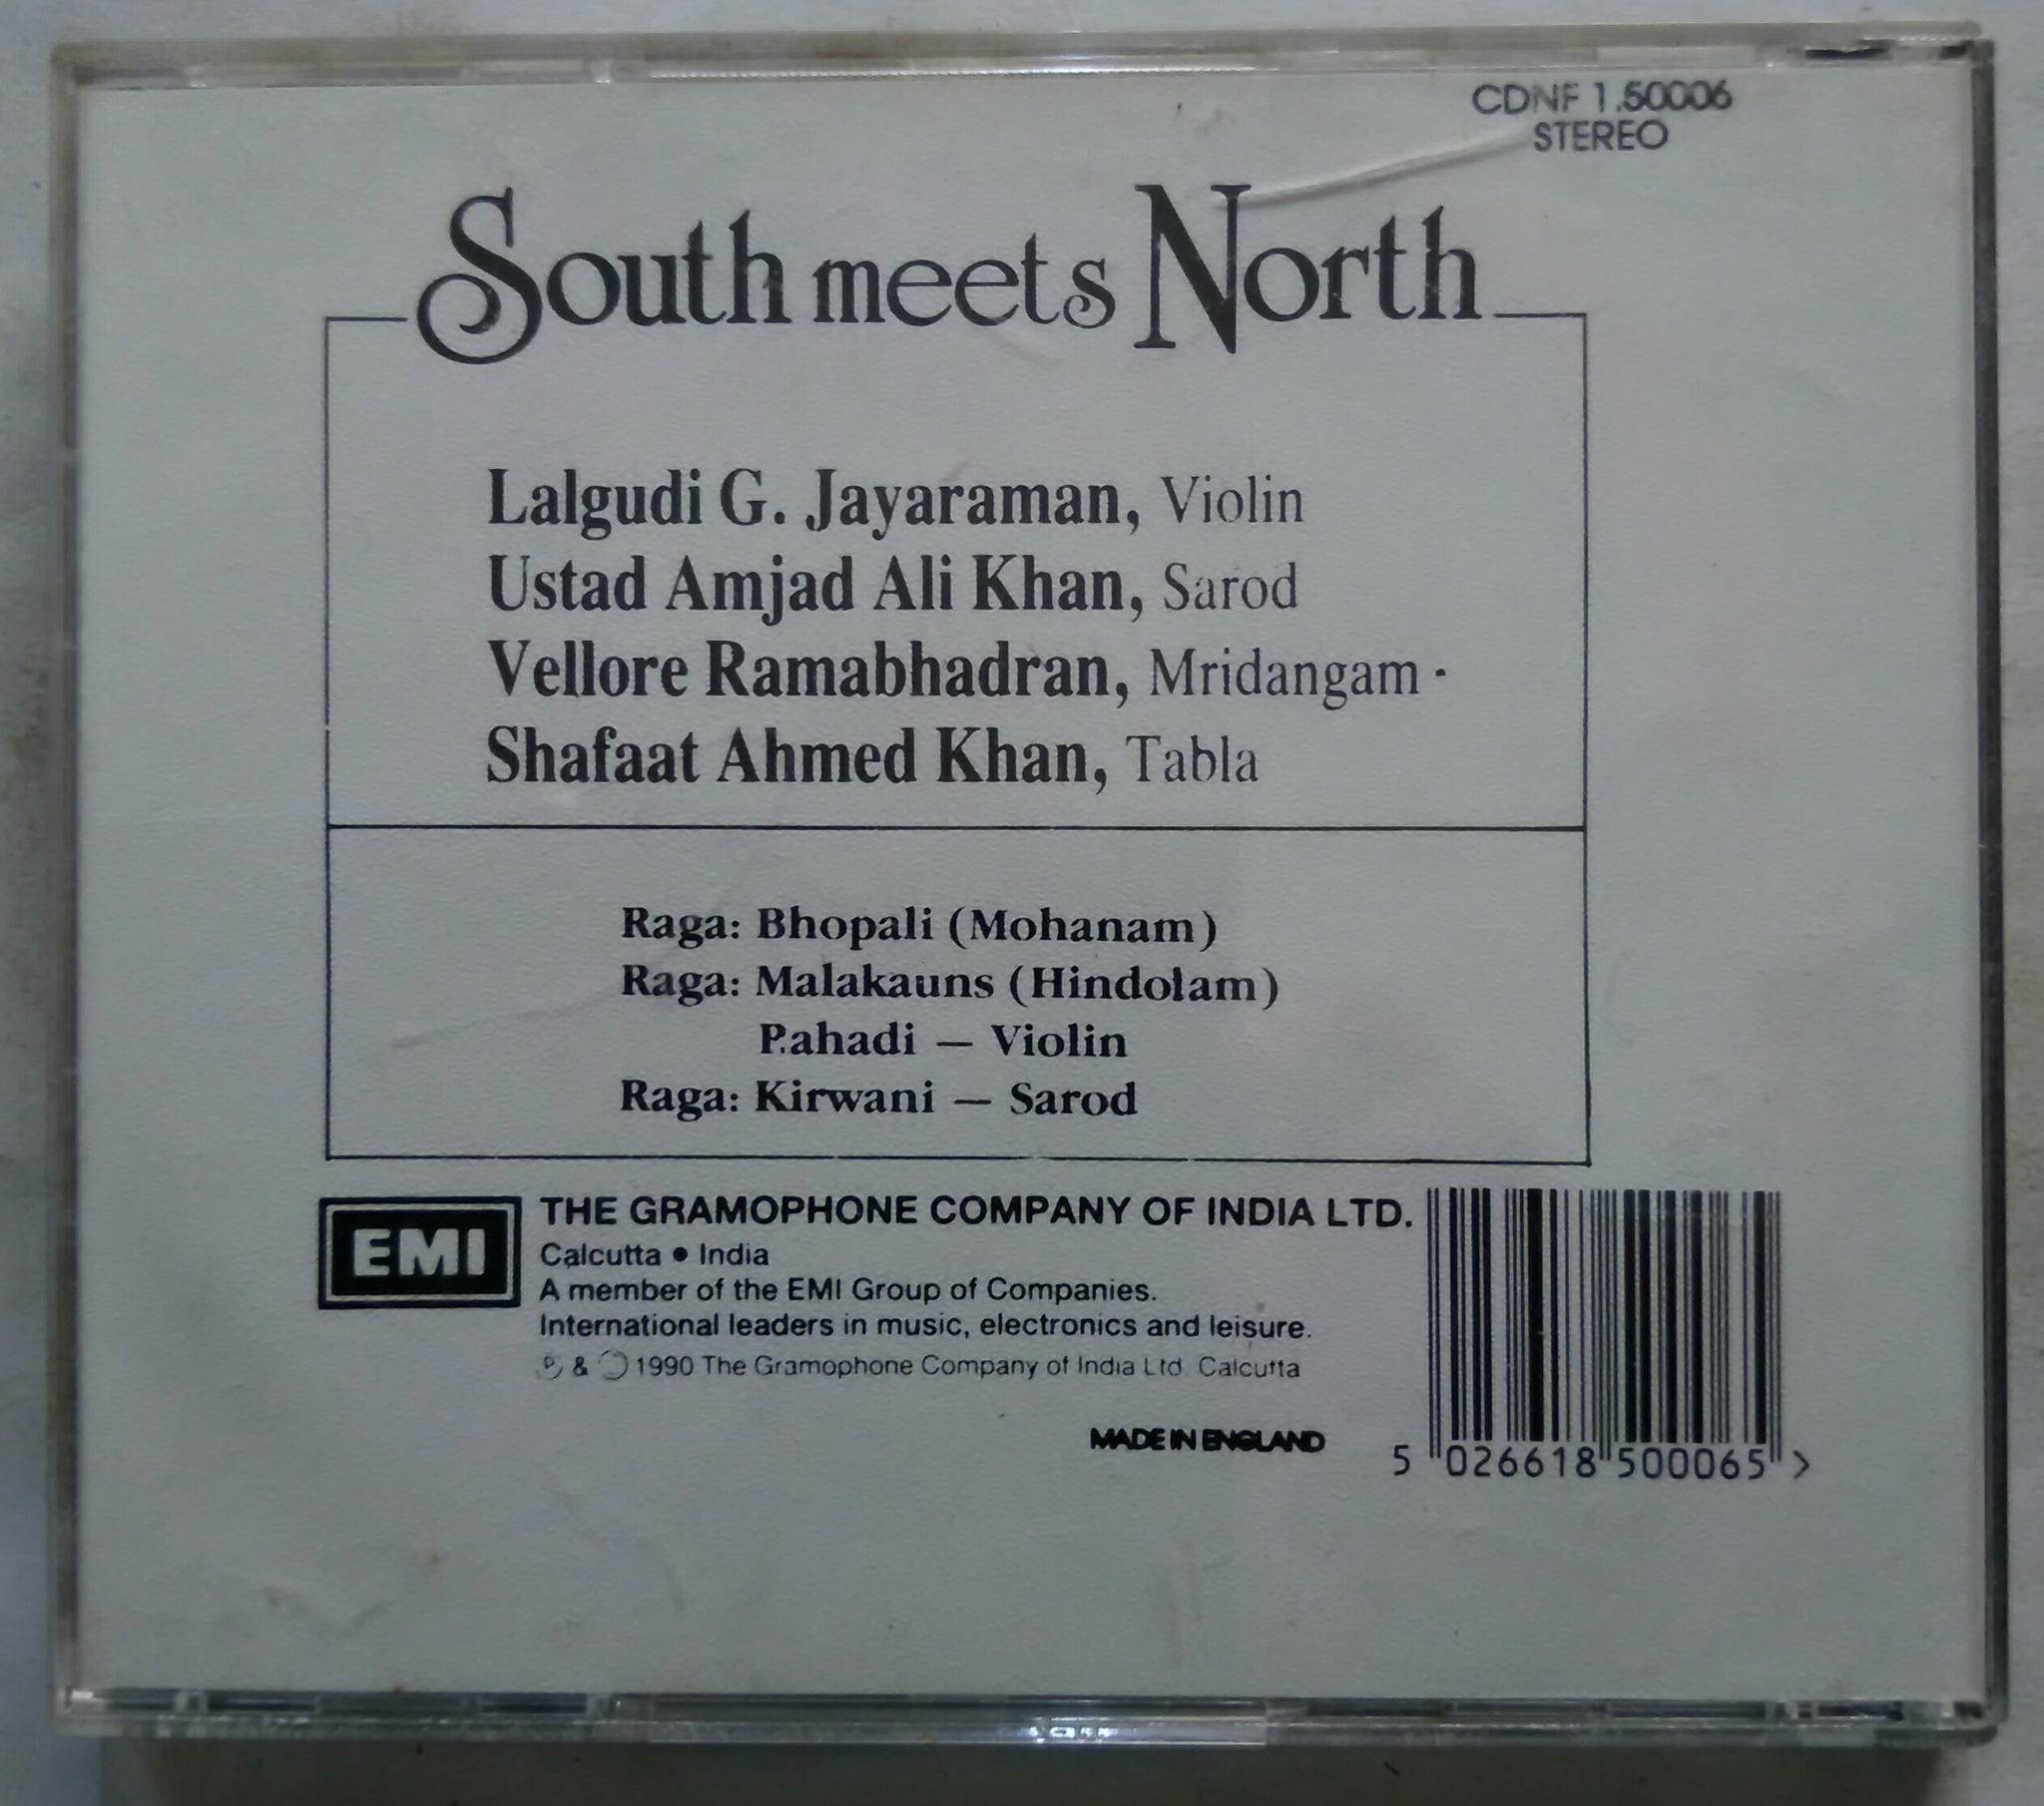 CDNF 1.50006
STEREO
South meets North
Lalgudi G. Jayaraman, Violin
Ustad Amjad Ali Khan, Sarod
Vellore Ramabhadran, Mridangam
Shafaat Ahmed Khan, Tabla
Raga: Bhopali (Mohanam)
Raga: Malakauns (Hindolam)
Pahadi — Violin
Raga: Kirwani — Sarod
EMI
THE GRAMOPHONE COMPANY OF INDIA LTD.
Calcutta • India
A member of the EMI Group of Companies.
International leaders in music, electronics and leisure.
℗ & © 1990 The Gramophone Company of India Ltd Calcutta
MADE IN ENGLAND
5 026618 500065 >